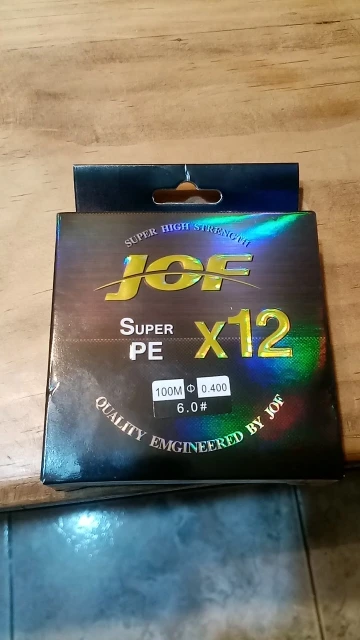 SUPER HIGH STRENGTH
JOF
SUPER
PE
X12
100M Φ 0.400
6.0#
QUALITY EMGINEERED BY JOF